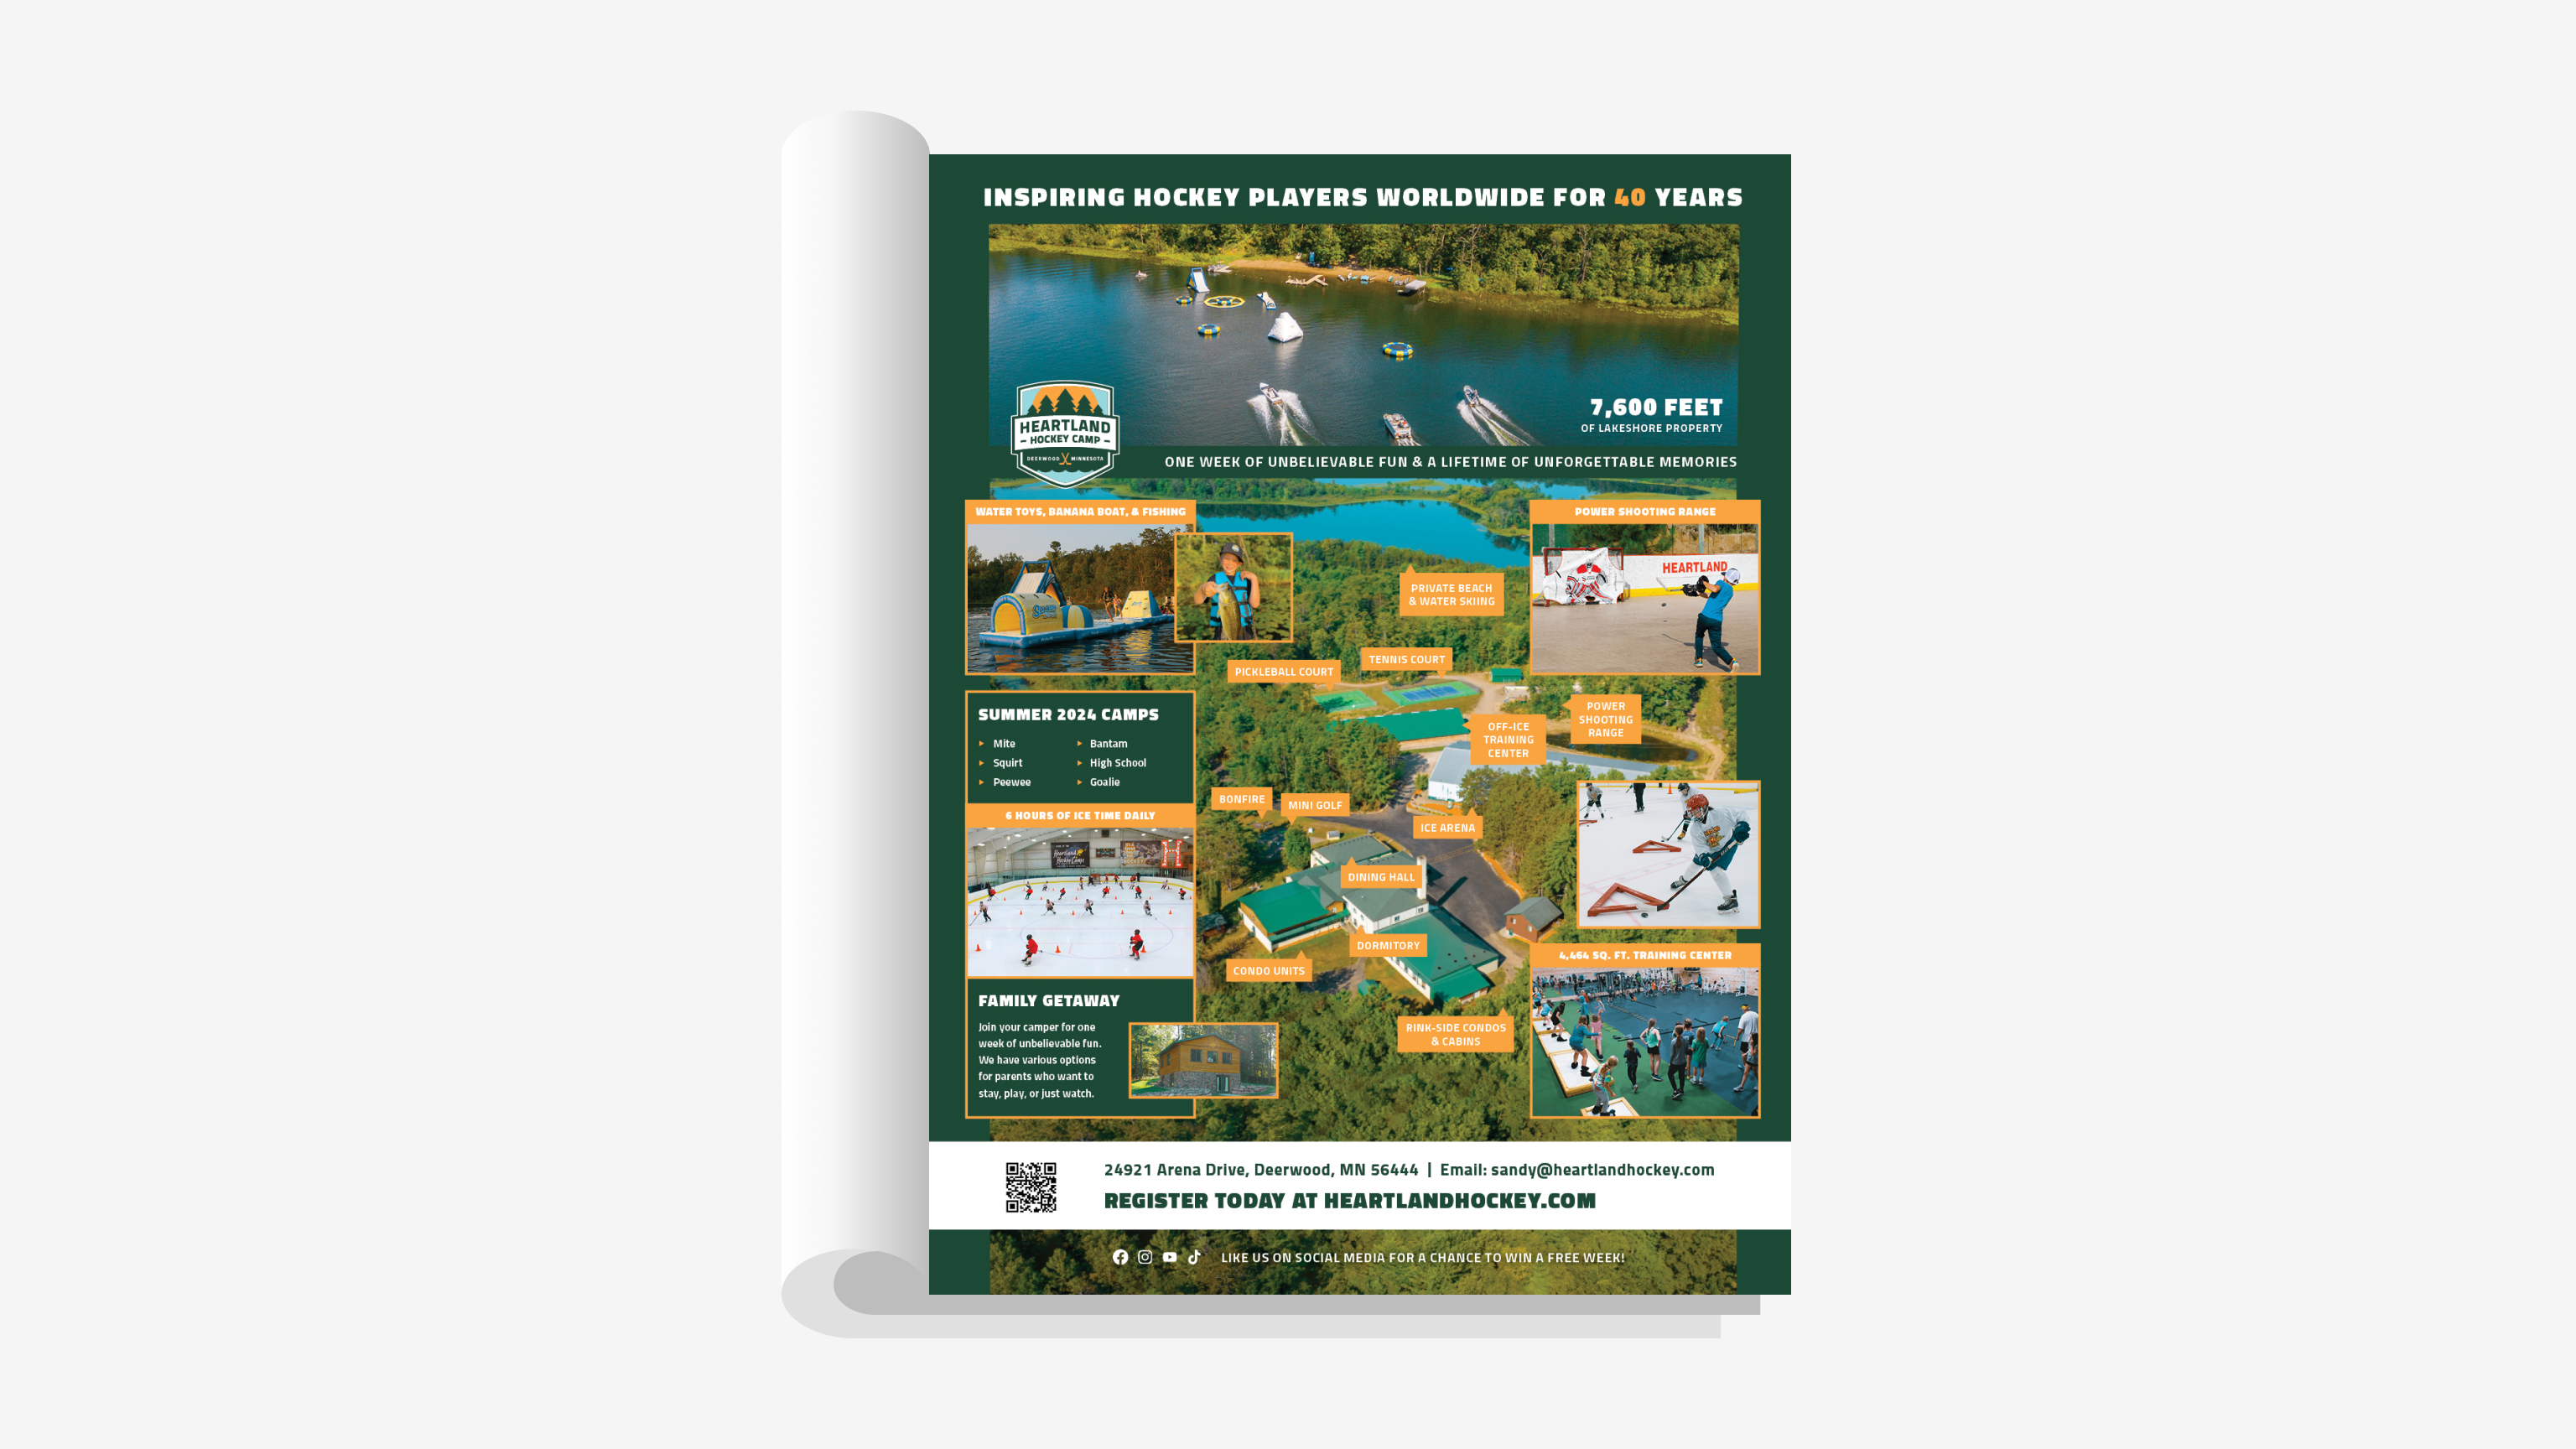 INSPIRING HOCKEY PLAYERS WORLDWIDE FOR 40 YEARS
7,600 FEET
OF LAKESHORE PROPERTY
HEARTLAND
- HOCKEY CAMP -
DEERWOOD MINNESOTA
ONE WEEK OF UNBELIEVABLE FUN & A LIFETIME OF UNFORGETTABLE MEMORIES
WATER TOYS, BANANA BOAT, & FISHING
POWER SHOOTING RANGE
HEARTLAND
PRIVATE BEACH
& WATER SKIING
TENNIS COURT
PICKLEBALL COURT
POWER
SHOOTING
RANGE
OFF-ICE
TRAINING
CENTER
SUMMER 2024 CAMPS
Mite
Squirt
Peewee
Bantam
High School
Goalie
BONFIRE
MINI GOLF
ICE ARENA
6 HOURS OF ICE TIME DAILY
Heartland
Hockey Camp
H
DINING HALL
DORMITORY
CONDO UNITS
4,464 SQ. FT. TRAINING CENTER
FAMILY GETAWAY
Join your camper for one
week of unbelievable fun.
We have various options
for parents who want to
stay, play, or just watch.
RINK-SIDE CONDOS
& CABINS
24921 Arena Drive, Deerwood, MN 56444 | Email: sandy@heartlandhockey.com
REGISTER TODAY AT HEARTLANDHOCKEY.COM
LIKE US ON SOCIAL MEDIA FOR A CHANCE TO WIN A FREE WEEK!